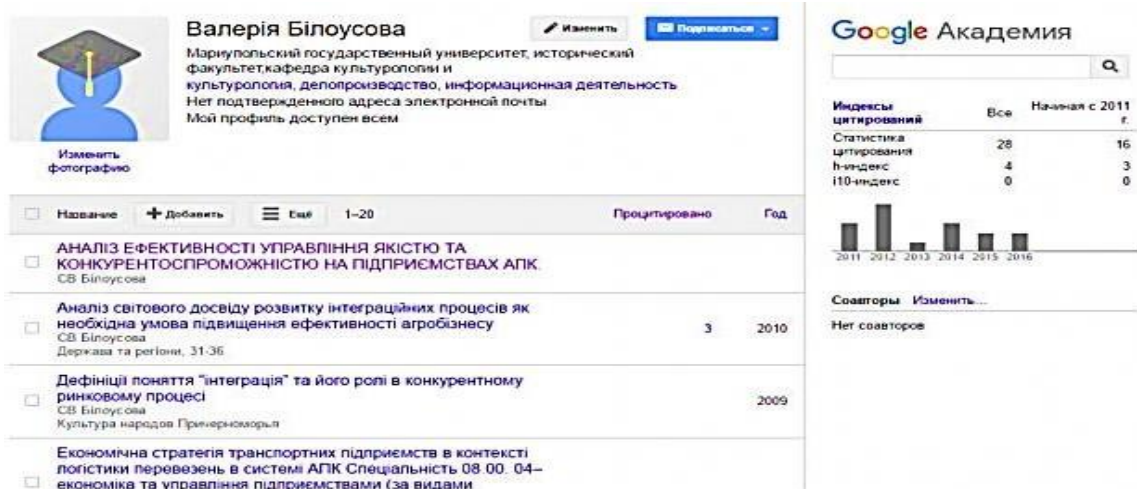 Валерія Білоусова
Изменить
Подписаться
Мариупольский государственный университет, исторический
факультет,кафедра культурологии и
культурология, делопроизводство, информационная деятельность
Нет подтвержденного адреса электронной почты
Мой профиль доступен всем
Изменить
фотографию
Название
Добавить
Ещё
1–20
Процитировано
Год
АНАЛІЗ ЕФЕКТИВНОСТІ УПРАВЛІННЯ ЯКІСТЮ ТА
КОНКУРЕНТОСПРОМОЖНІСТЮ НА ПІДПРИЄМСТВАХ АПК.
СВ Білоусова
Аналіз світового досвіду розвитку інтеграційних процесів як
необхідна умова підвищення ефективності агробізнесу
3
2010
СВ Білоусова
Держава та регіони, 31-36
Дефініції поняття "інтеграція" та його ролі в конкурентному
ринковому процесі
2009
СВ Білоусова
Культура народов Причерноморья
Економічна стратегія транспортних підприємств в контексті
логістики перевезень в системі АПК Спеціальність 08.00. 04–
економіка та управління підприємствами (за видами
Google Академия
Индексы
цитирований
Все
Начиная с 2011
г.
Статистика
цитирования
28
16
h-индекс
4
3
i10-индекс
0
0
2011 2012 2013 2014 2015 2016
Соавторы Изменить...
Нет соавторов